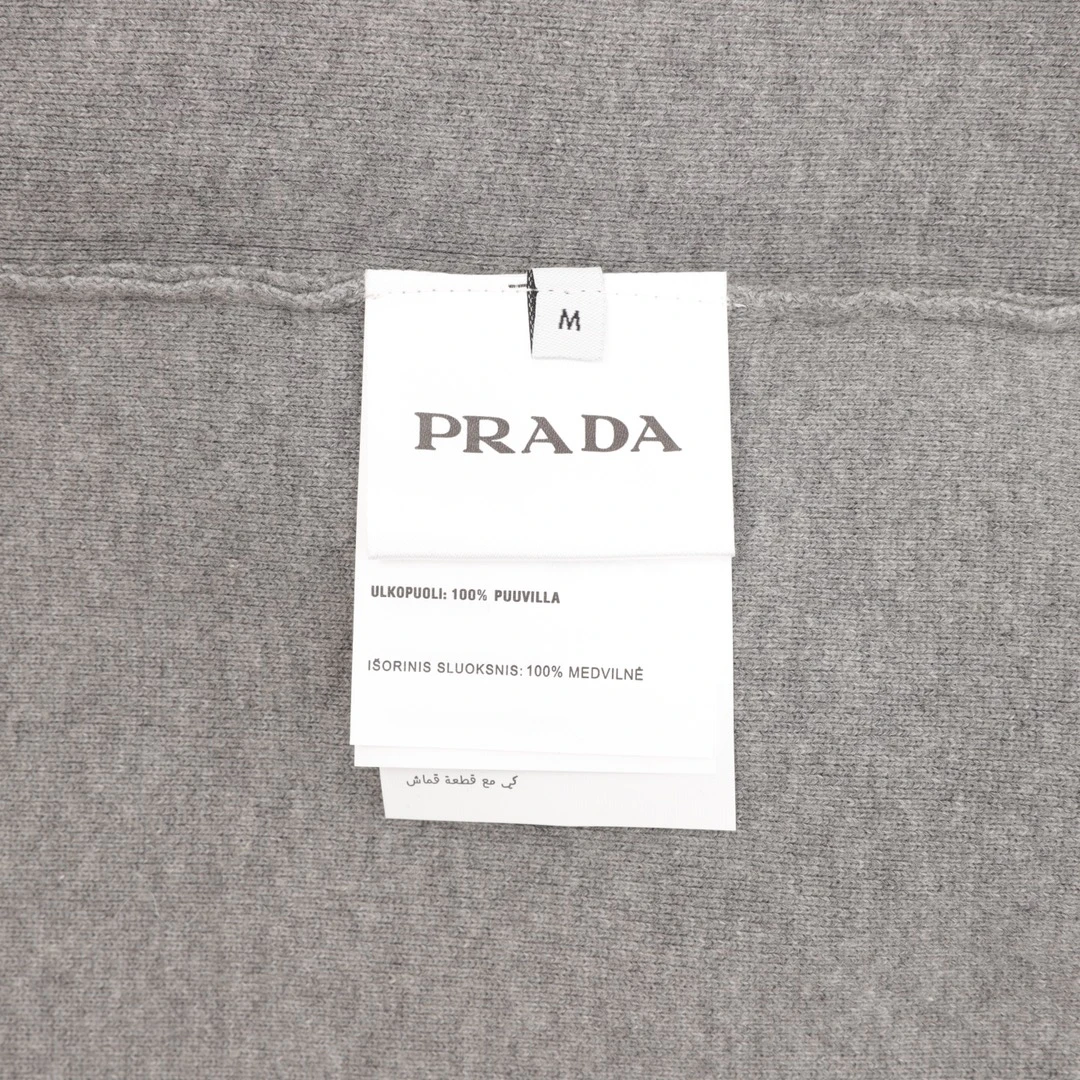 M
PRADA
ULKOPUOLI: 100% PUUVILLA
IŠORINIS SLUOKSNIS: 100% MEDVILNĖ
كي مع قطعة قماش